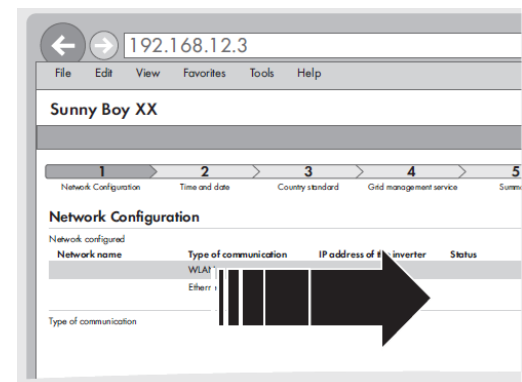 192.168.12.3
File Edit View Favorites Tools Help
Sunny Boy XX
1 2 3 4 5
Network Configuration Time and date Country standard Grid management service
Network Configuration
Network configured
Network name Type of communication IP address of the inverter Status
WLAN
Type of communication